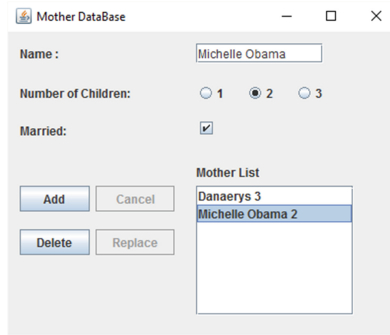 Mother DataBase
Name : Michelle Obama
Number of Children: 1 2 3
Married:
Mother List
Danaerys 3
Michelle Obama 2
Add Cancel
Delete Replace